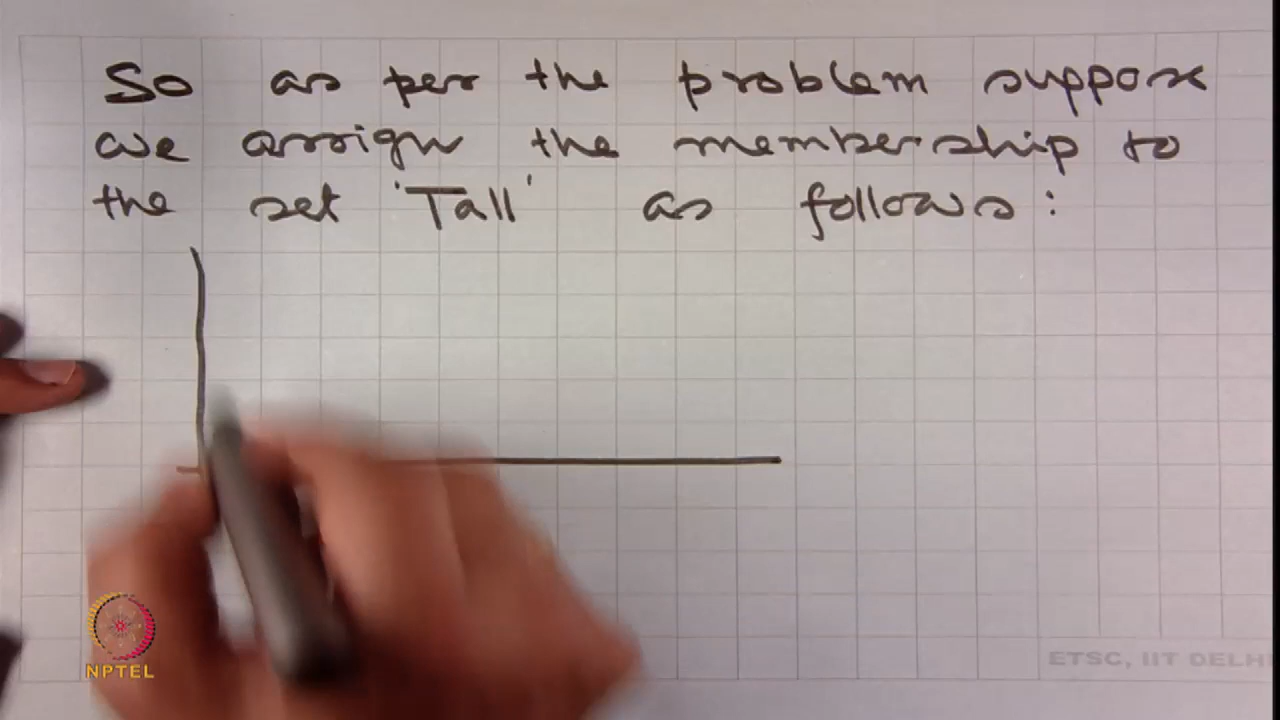 So as per the problem suppose
we assign the membership to
the set 'Tall' as follows:
NPTEL
ETSC, IIT DELHI